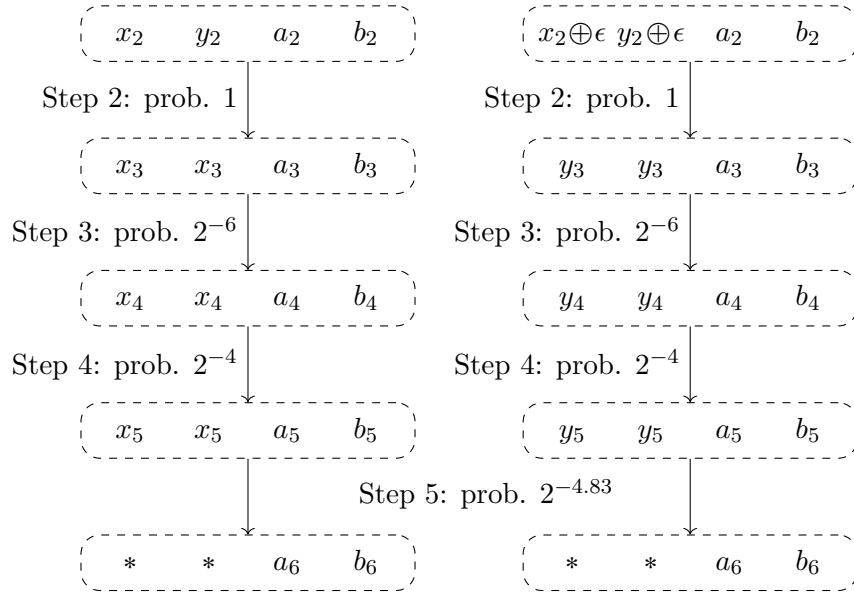 x₂ y₂ a₂ b₂ x₂⊕ϵ y₂⊕ϵ a₂ b₂
Step 2: prob. 1 Step 2: prob. 1
x₃ x₃ a₃ b₃ y₃ y₃ a₃ b₃
Step 3: prob. 2⁻⁶ Step 3: prob. 2⁻⁶
x₄ x₄ a₄ b₄ y₄ y₄ a₄ b₄
Step 4: prob. 2⁻⁴ Step 4: prob. 2⁻⁴
x₅ x₅ a₅ b₅ y₅ y₅ a₅ b₅
Step 5: prob. 2^{−4.83}
* * a₆ b₆ * * a₆ b₆